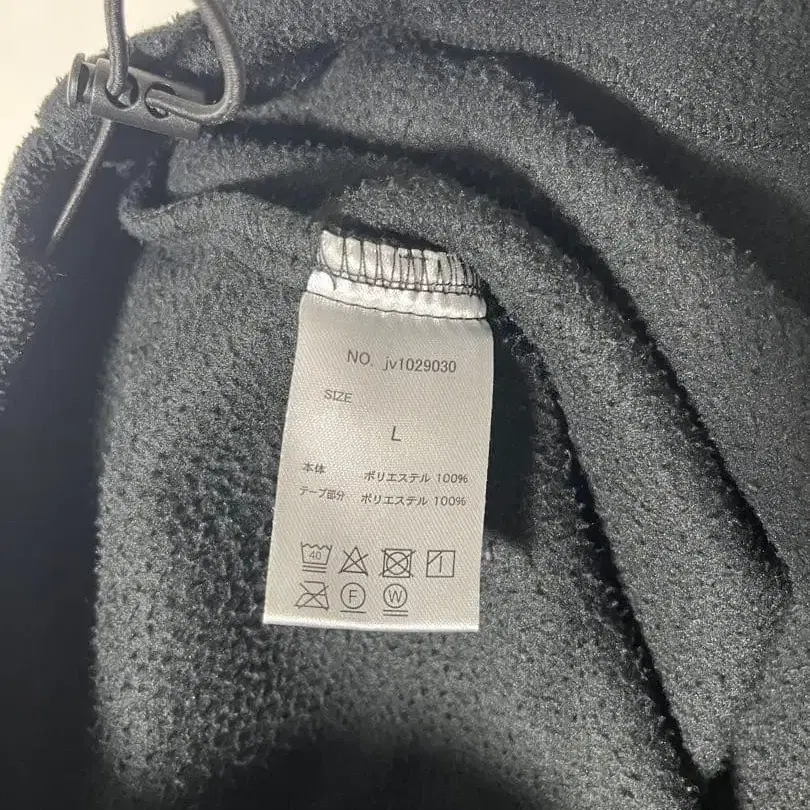 NO. jv1029030
SIZE
L
本体 ポリエステル 100%
テープ部分 ポリエステル 100%
40
F W